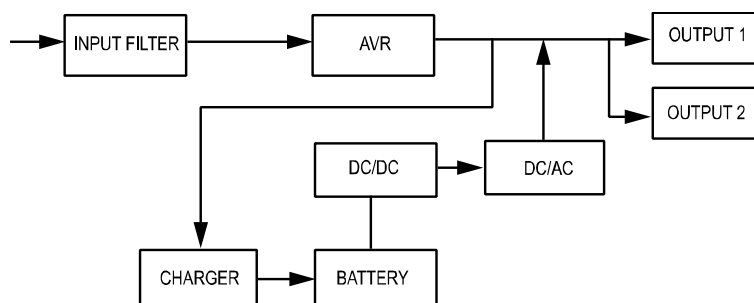 INPUT FILTER
AVR
OUTPUT 1
OUTPUT 2
DC/DC
DC/AC
CHARGER
BATTERY